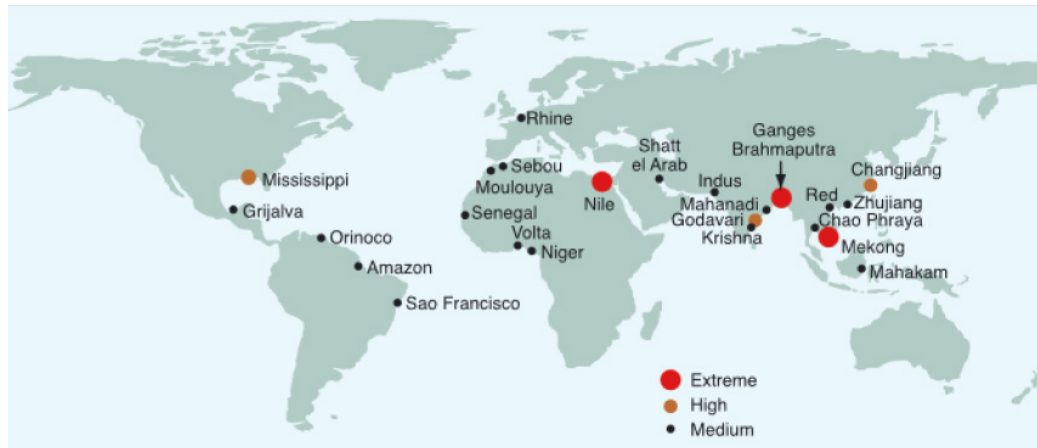 Rhine
Ganges
Brahmaputra
Shatt
el Arab
Sebou
Moulouya
Changjiang
Mississippi
Indus
Red
Nile
Mahanadi
Zhujiang
Grijalva
Senegal
Godavari
Chao Phraya
Volta
Krishna
Orinoco
Niger
Mekong
Amazon
Mahakam
Sao Francisco
Extreme
High
Medium